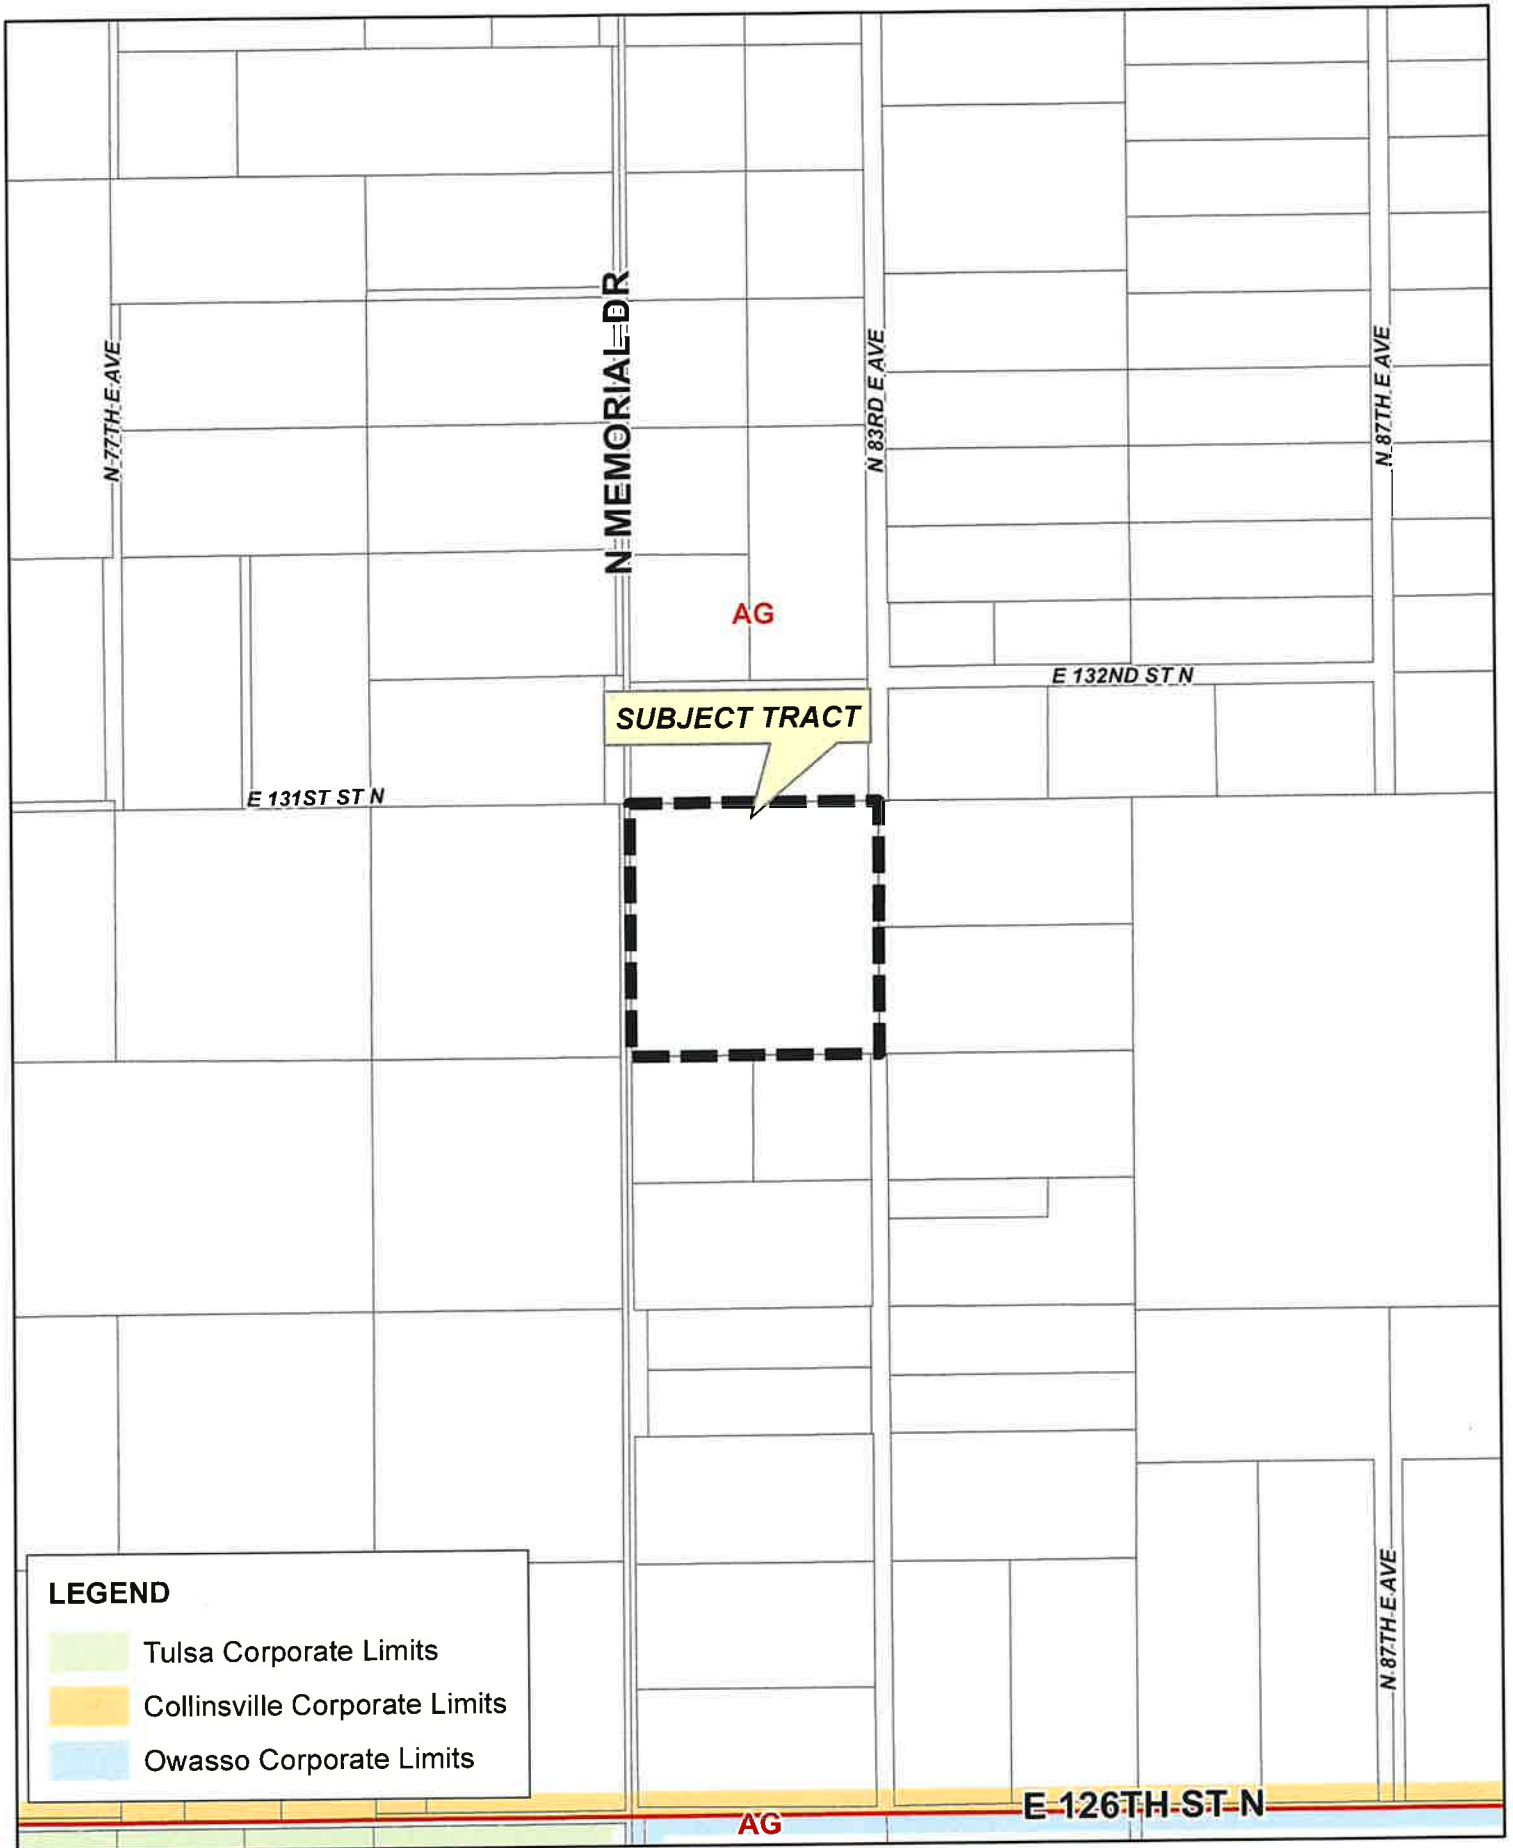 N 77TH E AVE
N MEMORIAL DR
N 83RD E AVE
N 87TH E AVE
AG
E 132ND ST N
SUBJECT TRACT
E 131ST ST N
N 87TH E AVE
LEGEND
Tulsa Corporate Limits
Collinsville Corporate Limits
Owasso Corporate Limits
E 126TH ST N
AG